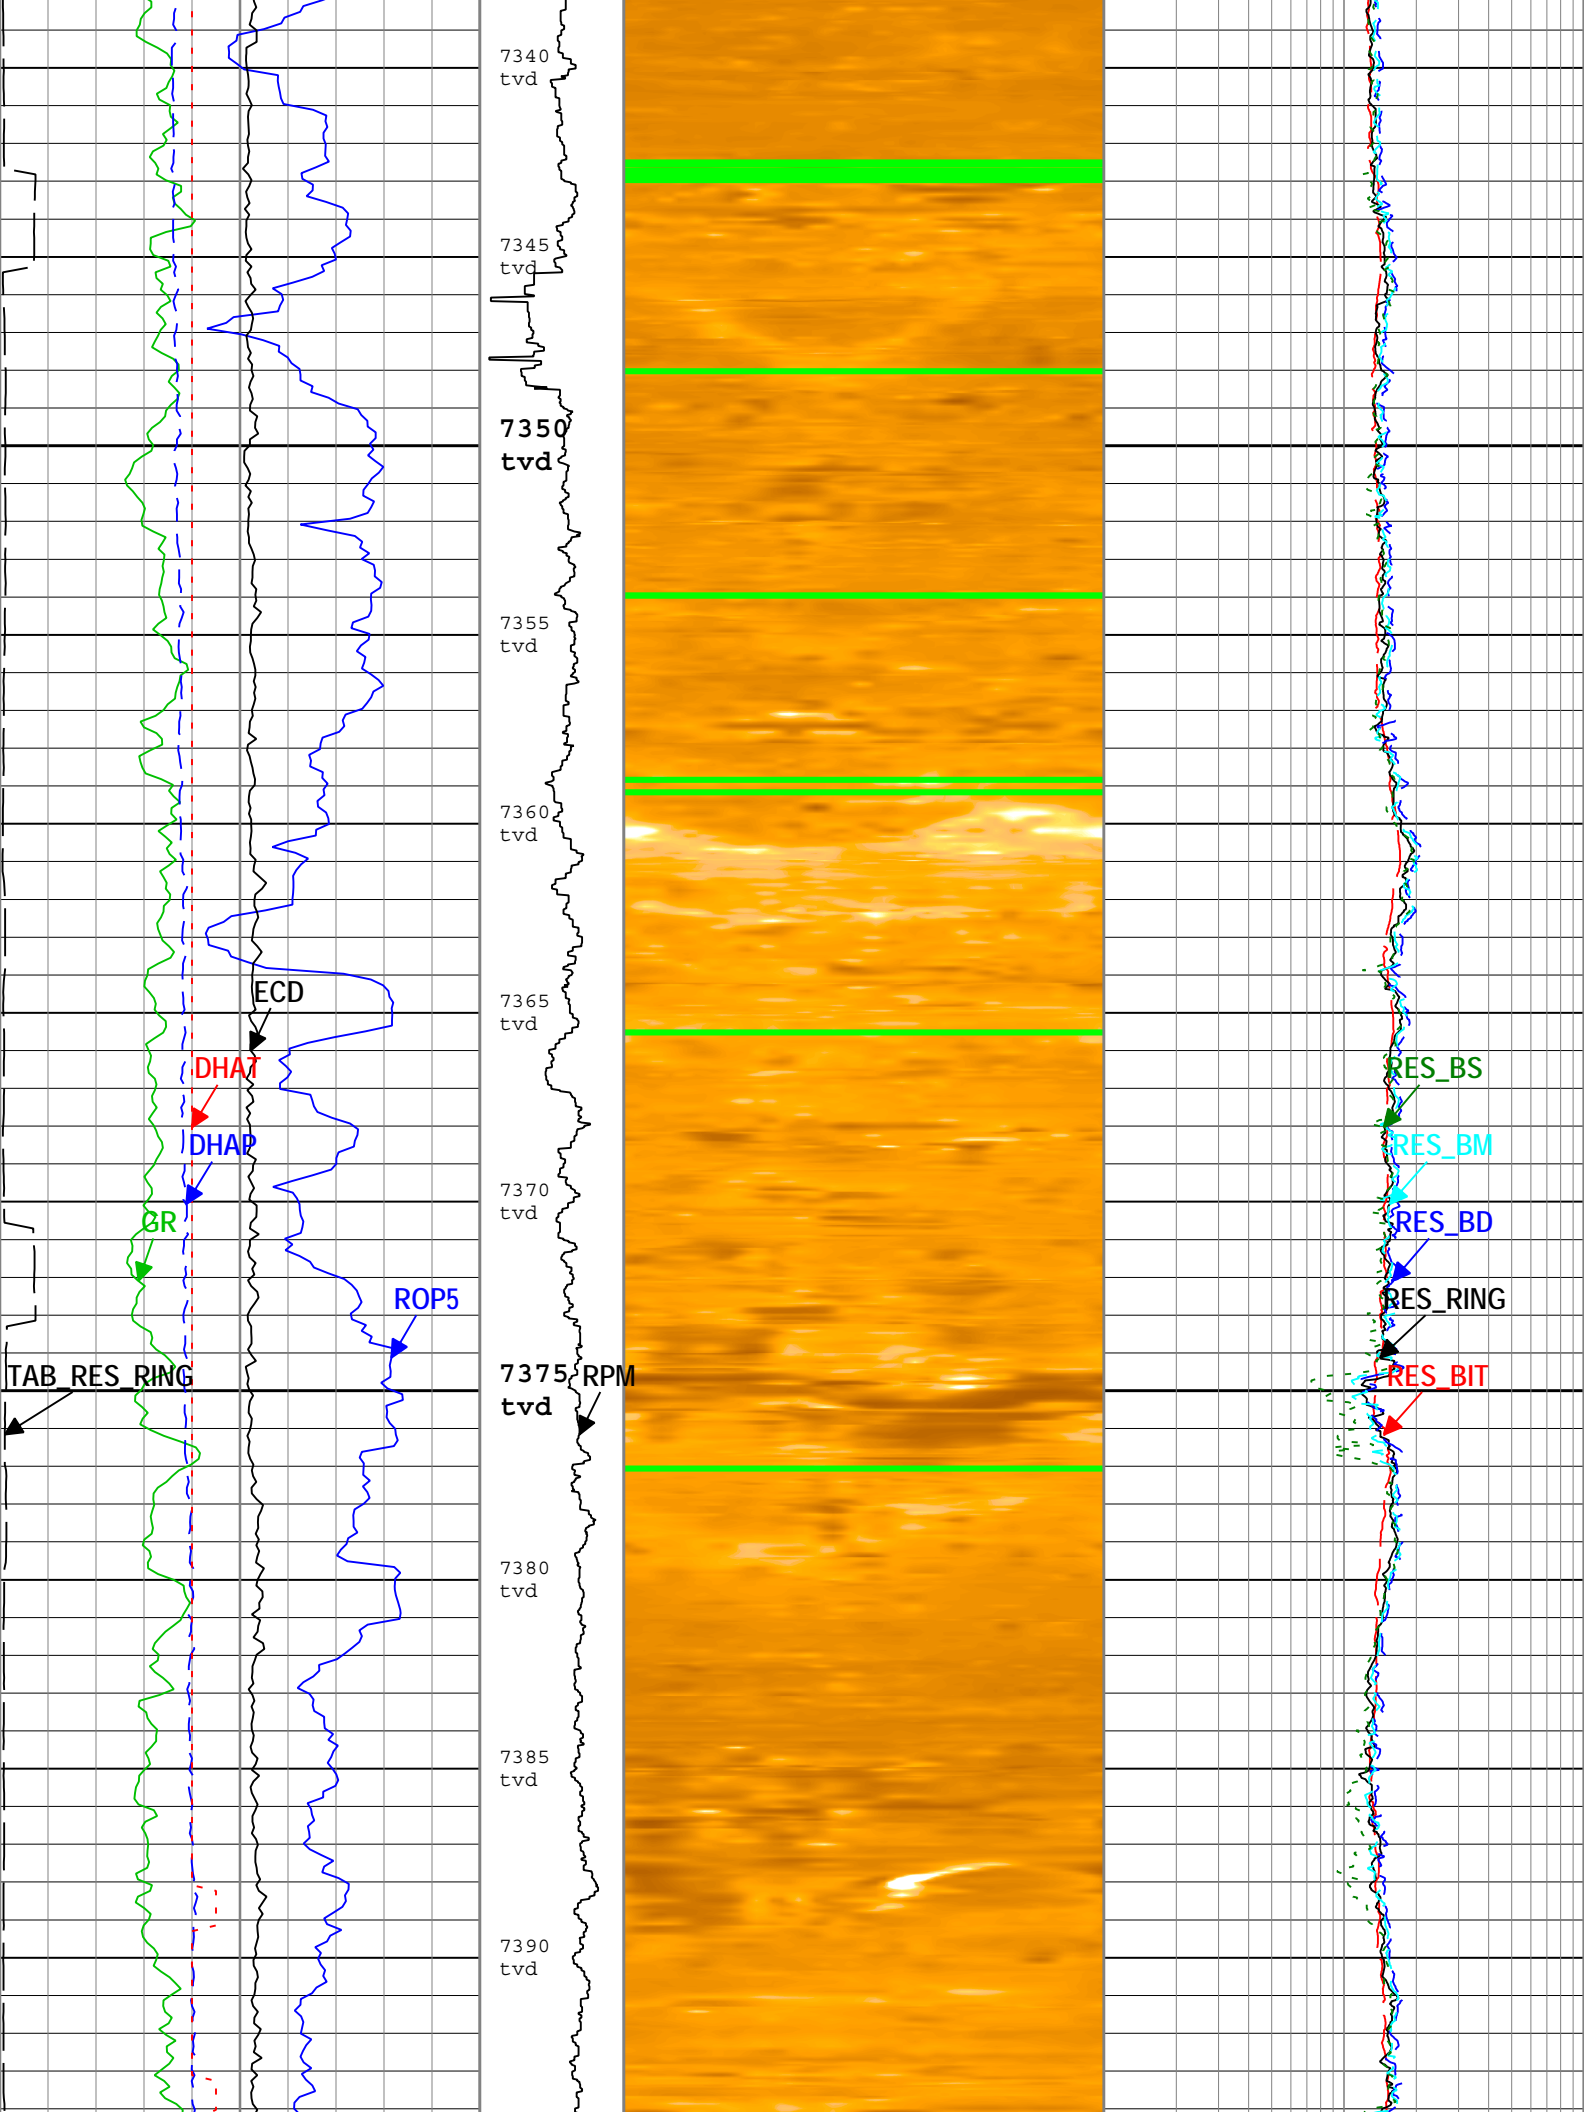 7340
tvd
7345
tvd
7350
tvd
7355
tvd
7360
tvd
ECD
7365
tvd
DHAT
RES_BS
DHAP
RES_BM
7370
tvd
GR
RES_BD
ROP5
RES_RING
TAB_RES_RING
7375 RPM
tvd
RES_BIT
7380
tvd
7385
tvd
7390
tvd